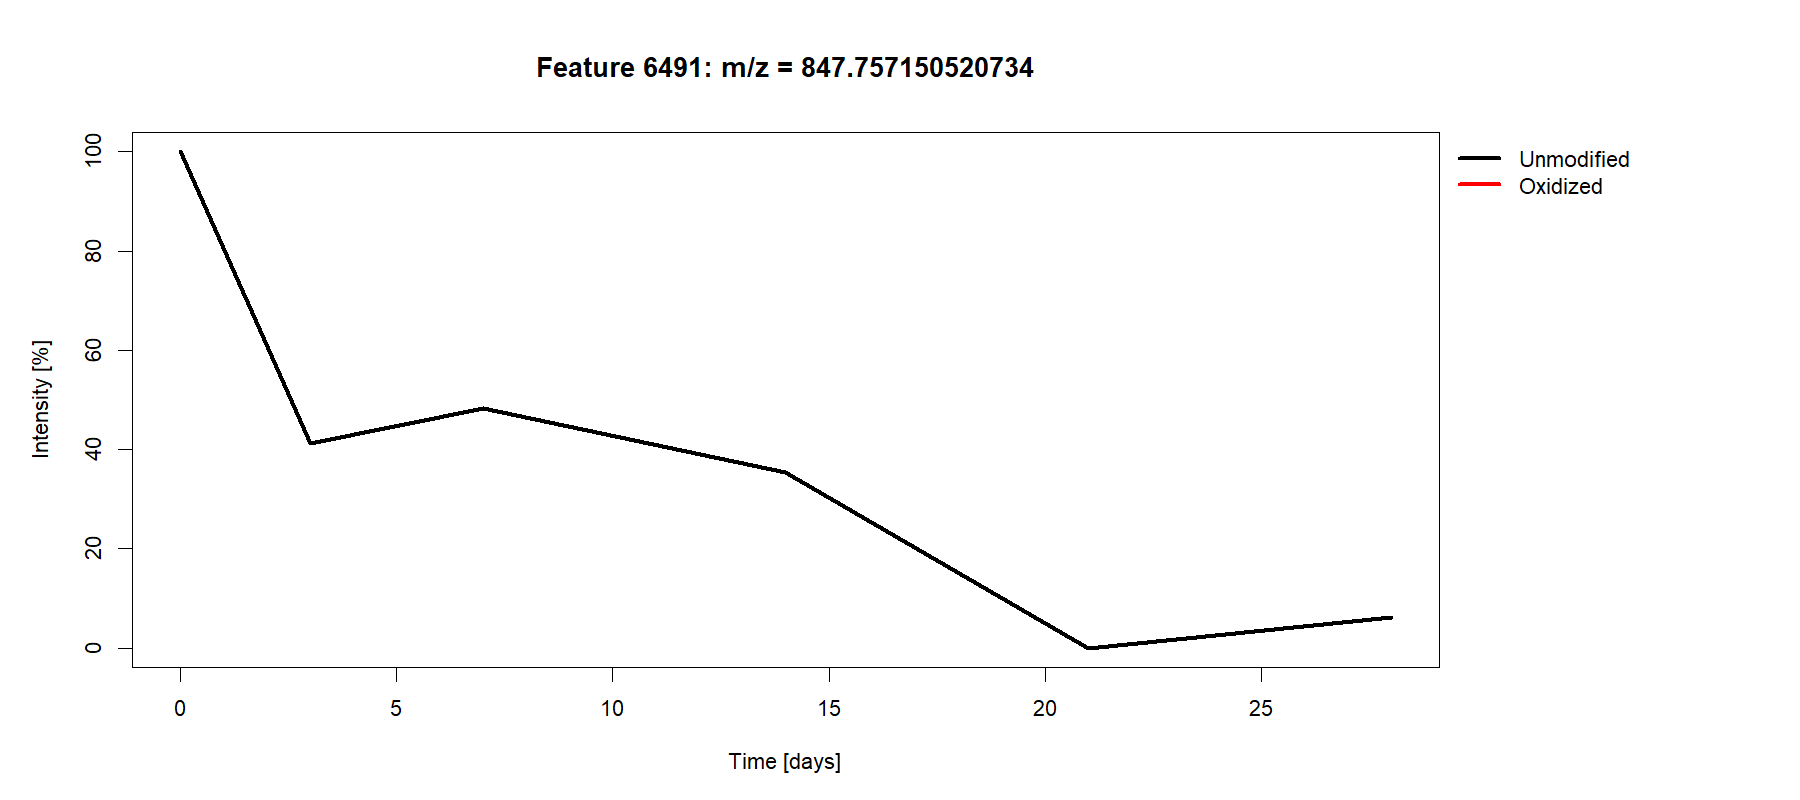 Feature 6491: m/z = 847.757150520734
Unmodified
Oxidized
Intensity [%]
100
80
60
40
20
0
0 5 10 15 20 25
Time [days]